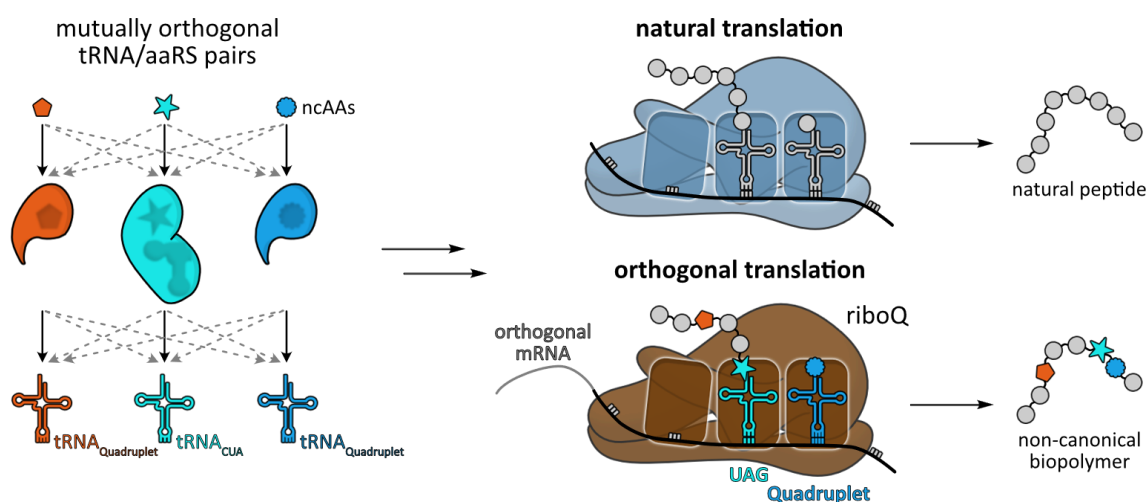 mutually orthogonal
tRNA/aaRS pairs
ncAAs
tRNAQuadruplet
tRNACUA
tRNAQuadruplet
natural translation
natural peptide
orthogonal translation
riboQ
orthogonal
mRNA
UAG
Quadruplet
non-canonical
biopolymer